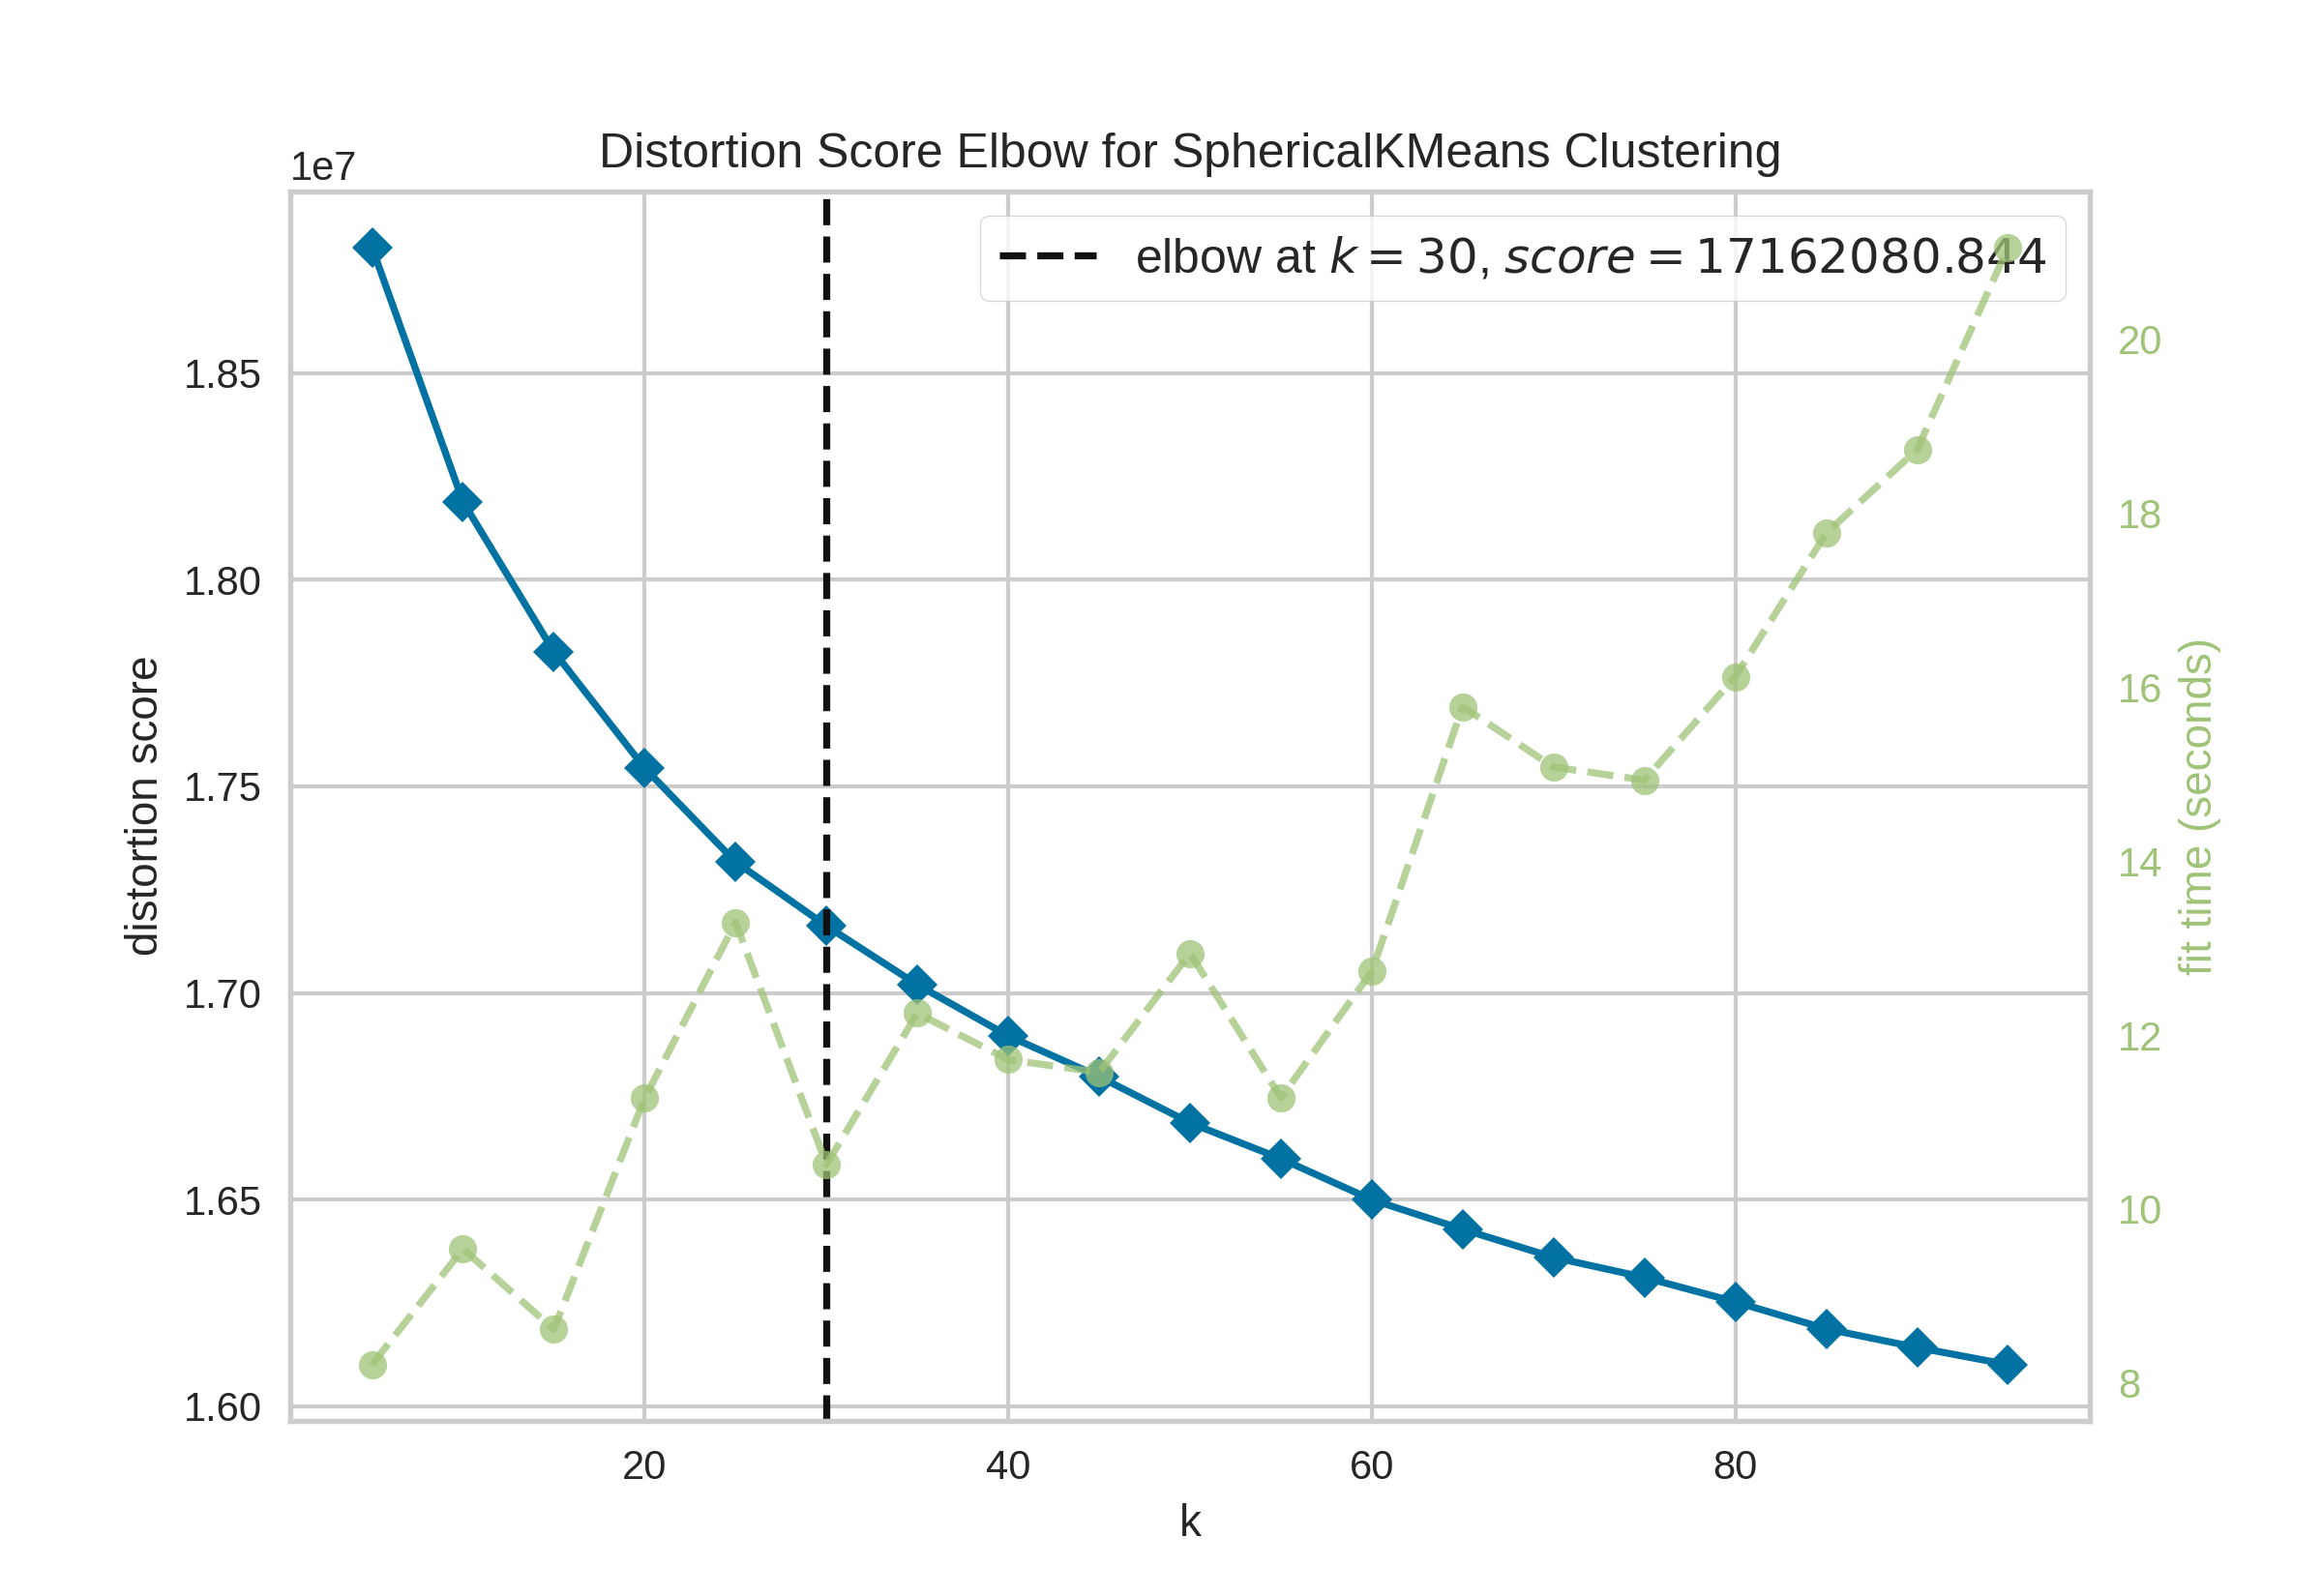 Distortion Score Elbow for SphericalKMeans Clustering
1e7
elbow at k = 30, score = 17162080.844
1.85
1.80
1.75
1.70
1.65
1.60
distortion score
20
18
16
14
12
10
8
fit time (seconds)
20 40 60 80
k